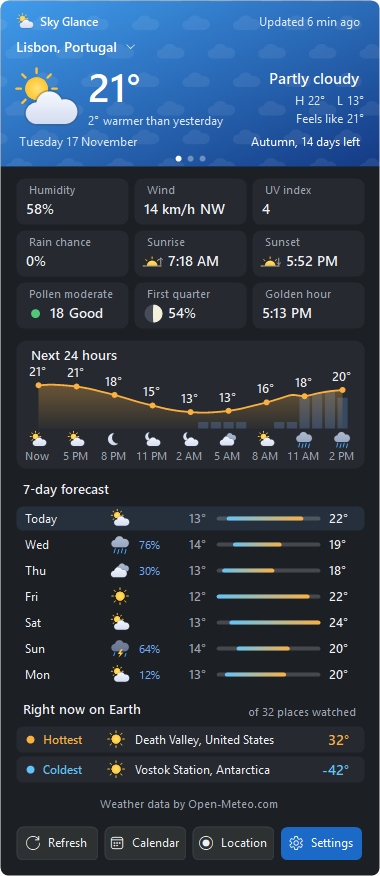 Sky Glance
Updated 6 min ago
Lisbon, Portugal
21°
Partly cloudy
H 22° L 13°
2° warmer than yesterday
Feels like 21°
Tuesday 17 November
Autumn, 14 days left
Humidity
58%
Wind
14 km/h NW
UV index
4
Rain chance
0%
Sunrise
7:18 AM
Sunset
5:52 PM
Pollen moderate
18 Good
First quarter
54%
Golden hour
5:13 PM
Next 24 hours
21° 21° 18° 15° 13° 13° 16° 18° 20°
Now 5 PM 8 PM 11 PM 2 AM 5 AM 8 AM 11 AM 2 PM
7-day forecast
Today 13° 22°
Wed 76% 14° 19°
Thu 30% 13° 18°
Fri 12° 22°
Sat 13° 24°
Sun 64% 14° 20°
Mon 12% 13° 20°
Right now on Earth
of 32 places watched
Hottest Death Valley, United States 32°
Coldest Vostok Station, Antarctica -42°
Weather data by Open-Meteo.com
Refresh Calendar Location Settings